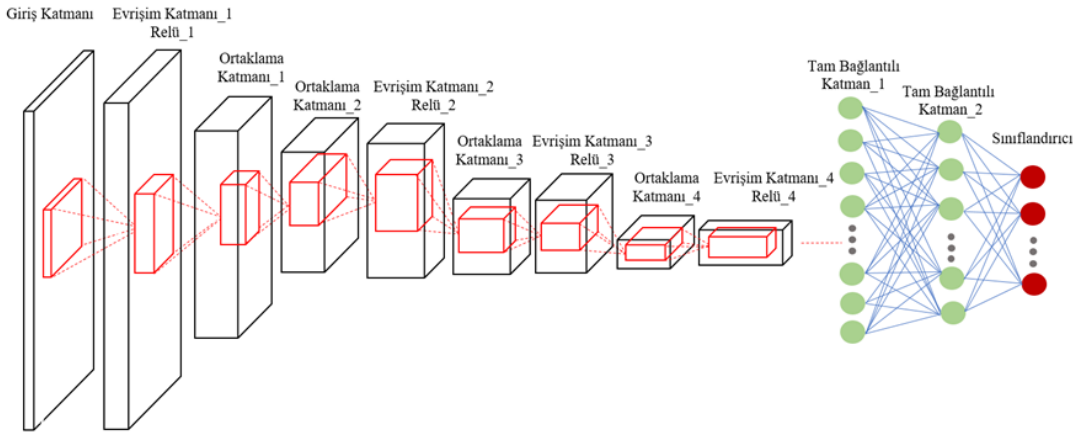 Giriş Katmanı
Evrişim Katmanı_1
Relü_1
Ortaklama
Katmanı_1
Ortaklama
Katmanı_2
Evrişim Katmanı_2
Relü_2
Ortaklama
Katmanı_3
Evrişim Katmanı_3
Relü_3
Ortaklama
Katmanı_4
Evrişim Katmanı_4
Relü_4
Tam Bağlantılı
Katman_1
Tam Bağlantılı
Katman_2
Sınıflandırıcı